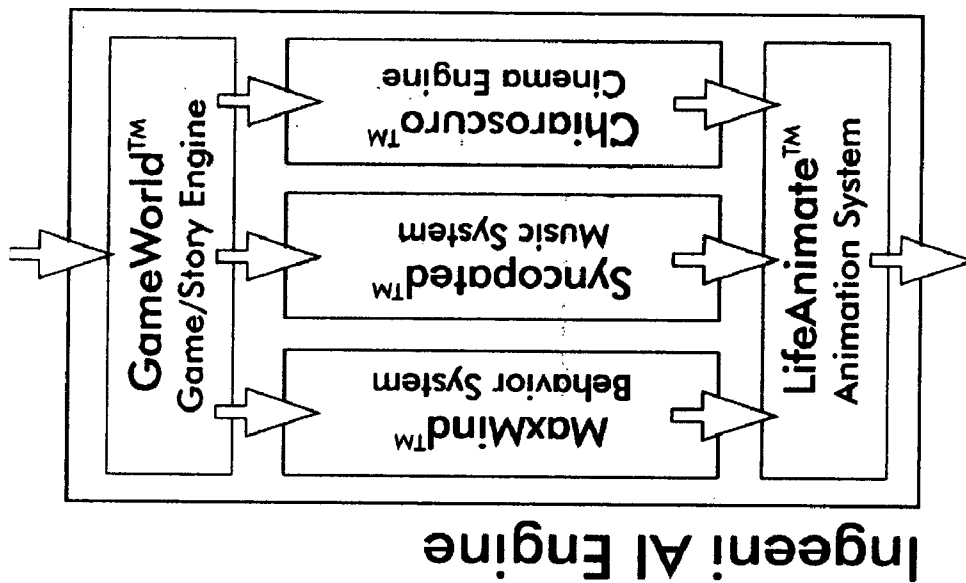 Ingeeni AI Engine
GameWorld™
Game/Story Engine
MaxMind™
Behavior System
Syncopated™
Music System
Chiaroscuro™
Cinema Engine
LifeAnimate™
Animation System